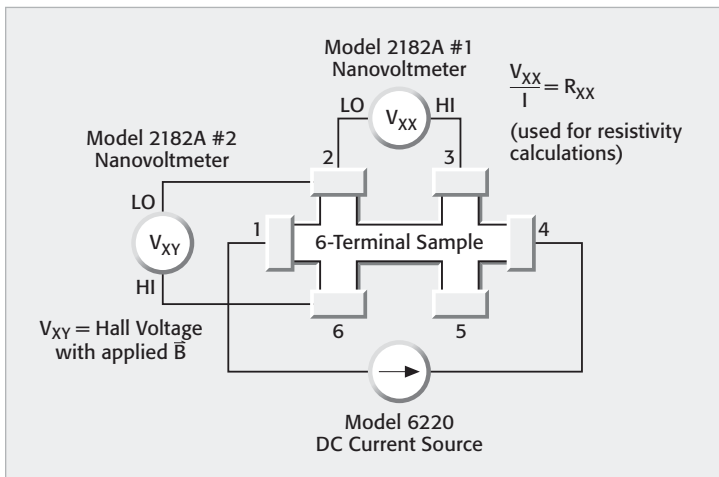 Model 2182A #1
Nanovoltmeter
LO
V_XX
HI
V_XX
I
= R_XX
(used for resistivity
calculations)
Model 2182A #2
Nanovoltmeter
2
3
LO
V_XY
HI
1
6-Terminal Sample
4
6
5
V_XY = Hall Voltage
with applied B⃗
Model 6220
DC Current Source